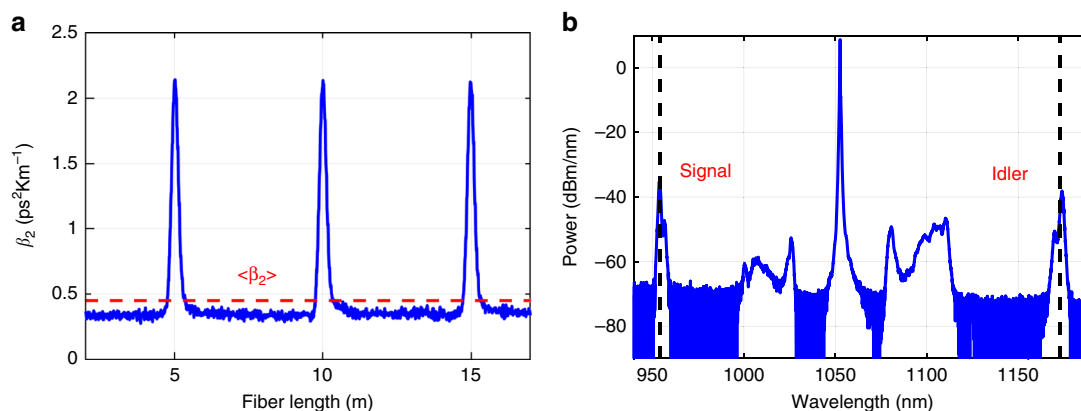 a
2.5
2
1.5
1
0.5
0
β₂ (ps²Km⁻¹)
<β₂>
5
10
15
Fiber length (m)
b
0
−20
−40
−60
−80
Power (dBm/nm)
Signal
Idler
950
1000
1050
1100
1150
Wavelength (nm)